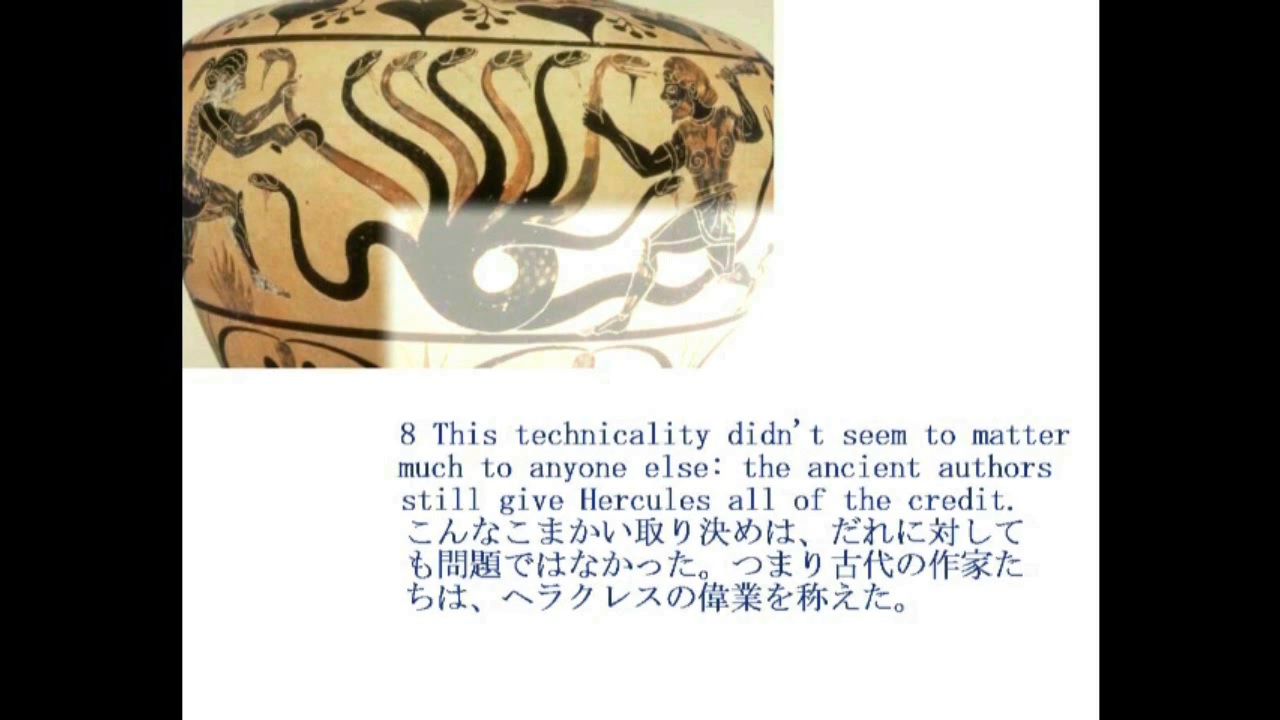 8 This technicality didn't seem to matter
much to anyone else: the ancient authors
still give Hercules all of the credit.
こんなこまかい取り決めは、だれに対して
も問題ではなかった。つまり古代の作家た
ちは、ヘラクレスの偉業を称えた。